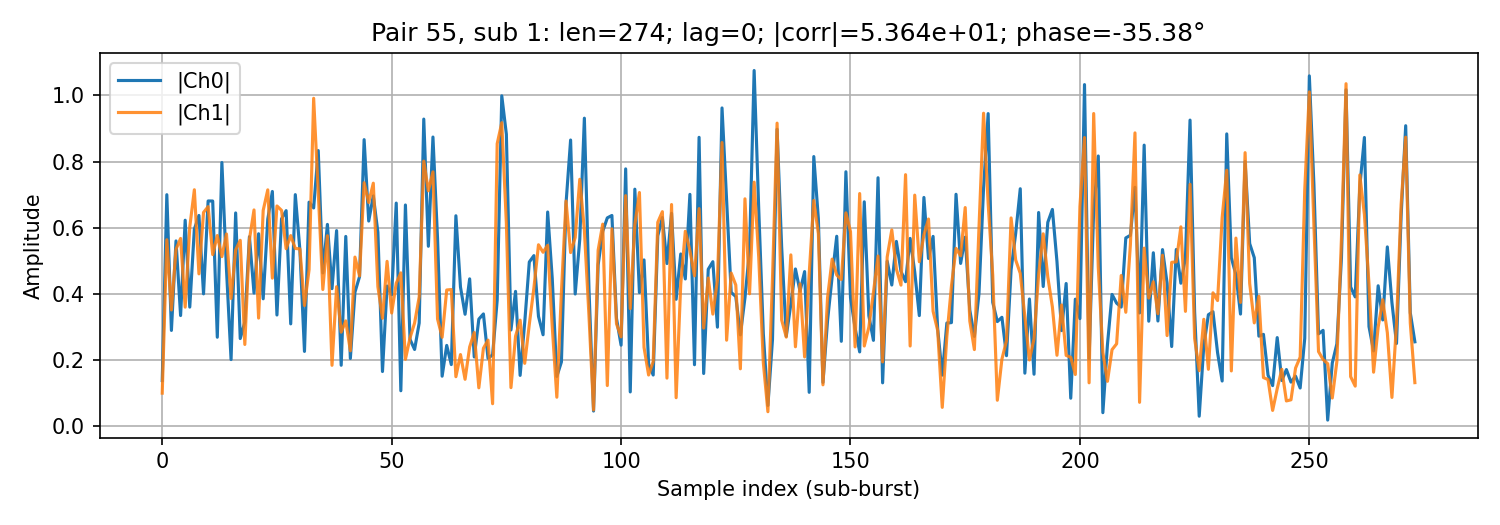 Pair 55, sub 1: len=274; lag=0; |corr|=5.364e+01; phase=-35.38°
|Ch0|
|Ch1|
Amplitude
1.0
0.8
0.6
0.4
0.2
0.0
0 50 100 150 200 250
Sample index (sub-burst)